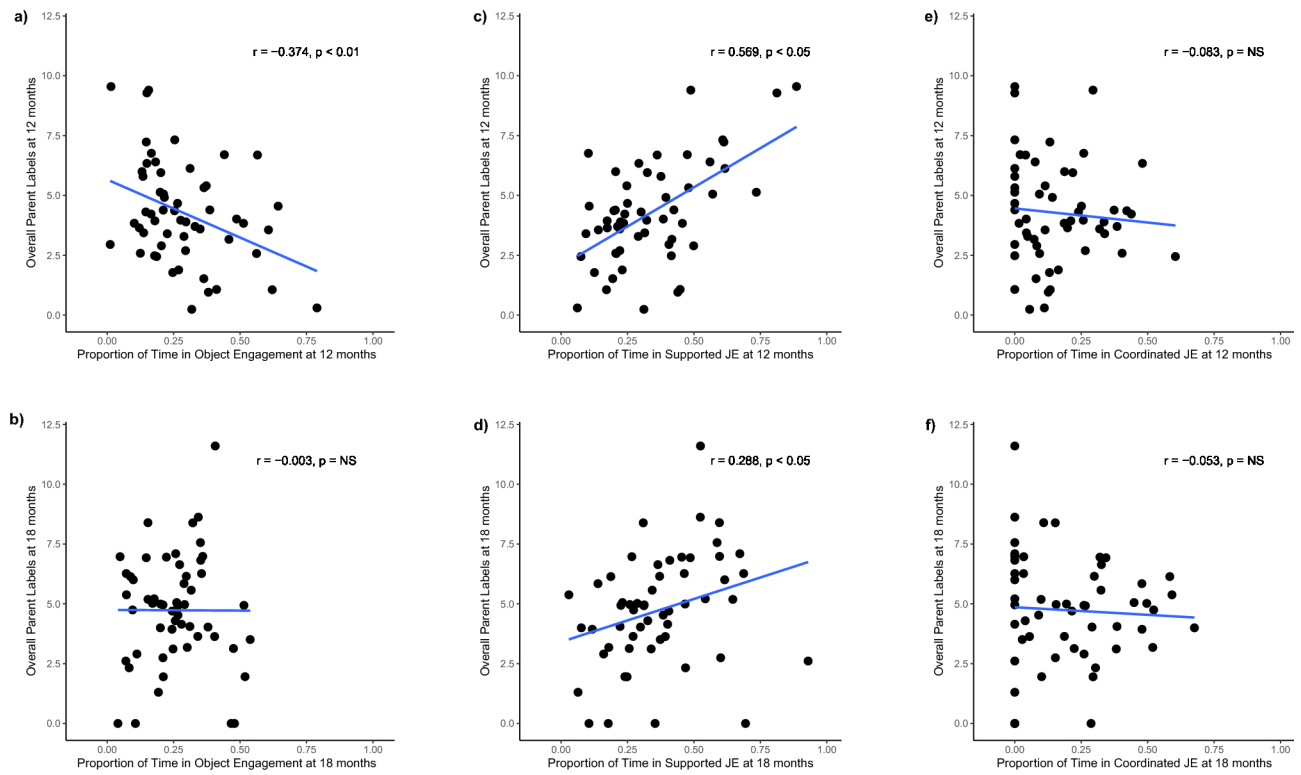 a)
Overall Parent Labels at 12 months
12.5
10.0
7.5
5.0
2.5
0.0
r = −0.374, p < 0.01
0.00 0.25 0.50 0.75 1.00
Proportion of Time in Object Engagement at 12 months
c)
Overall Parent Labels at 12 months
12.5
10.0
7.5
5.0
2.5
0.0
r = 0.569, p < 0.05
0.00 0.25 0.50 0.75 1.00
Proportion of Time in Supported JE at 12 months
e)
Overall Parent Labels at 12 months
12.5
10.0
7.5
5.0
2.5
0.0
r = −0.083, p = NS
0.00 0.25 0.50 0.75 1.00
Proportion of Time in Coordinated JE at 12 months
b)
Overall Parent Labels at 18 months
12.5
10.0
7.5
5.0
2.5
0.0
r = −0.003, p = NS
0.00 0.25 0.50 0.75 1.00
Proportion of Time in Object Engagement at 18 months
d)
Overall Parent Labels at 18 months
12.5
10.0
7.5
5.0
2.5
0.0
r = 0.288, p < 0.05
0.00 0.25 0.50 0.75 1.00
Proportion of Time in Supported JE at 18 months
f)
Overall Parent Labels at 18 months
12.5
10.0
7.5
5.0
2.5
0.0
r = −0.053, p = NS
0.00 0.25 0.50 0.75 1.00
Proportion of Time in Coordinated JE at 18 months